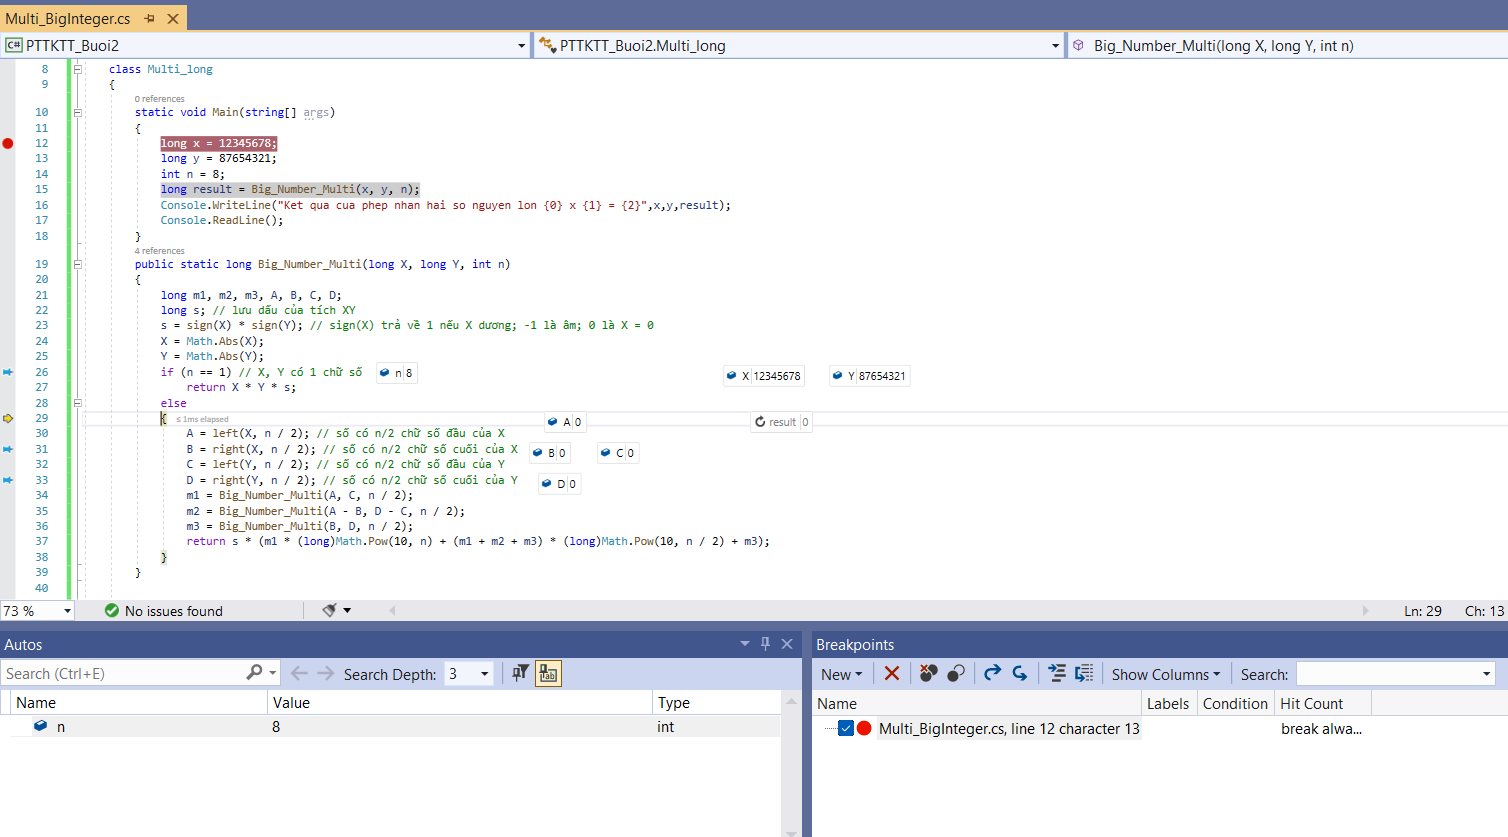 Multi_BigInteger.cs
PTTKTT_Buoi2 PTTKTT_Buoi2.Multi_long Big_Number_Multi(long X, long Y, int n)
8 class Multi_long
9 {
0 references
10 static void Main(string[] args)
11 {
12 long x = 12345678;
13 long y = 87654321;
14 int n = 8;
15 long result = Big_Number_Multi(x, y, n);
16 Console.WriteLine("Ket qua cua phep nhan hai so nguyen lon {0} x {1} = {2}",x,y,result);
17 Console.ReadLine();
18 }
4 references
19 public static long Big_Number_Multi(long X, long Y, int n)
20 {
21 long m1, m2, m3, A, B, C, D;
22 long s; // lưu dấu của tích XY
23 s = sign(X) * sign(Y); // sign(X) trả về 1 nếu X dương; -1 là âm; 0 là X = 0
24 X = Math.Abs(X);
25 Y = Math.Abs(Y);
26 if (n == 1) // X, Y có 1 chữ số n 8 X 12345678 Y 87654321
27 return X * Y * s;
28 else
29 { ≤ 1ms elapsed A 0 result 0
30 A = left(X, n / 2); // số có n/2 chữ số đầu của X
31 B = right(X, n / 2); // số có n/2 chữ số cuối của X B 0 C 0
32 C = left(Y, n / 2); // số có n/2 chữ số đầu của Y
33 D = right(Y, n / 2); // số có n/2 chữ số cuối của Y D 0
34 m1 = Big_Number_Multi(A, C, n / 2);
35 m2 = Big_Number_Multi(A - B, D - C, n / 2);
36 m3 = Big_Number_Multi(B, D, n / 2);
37 return s * (m1 * (long)Math.Pow(10, n) + (m1 + m2 + m3) * (long)Math.Pow(10, n / 2) + m3);
38 }
39 }
40
73 % No issues found Ln: 29 Ch: 13
Autos
Search (Ctrl+E) Search Depth: 3
Name Value Type
n 8 int
Breakpoints
New Show Columns Search:
Name Labels Condition Hit Count
Multi_BigInteger.cs, line 12 character 13 break alwa...